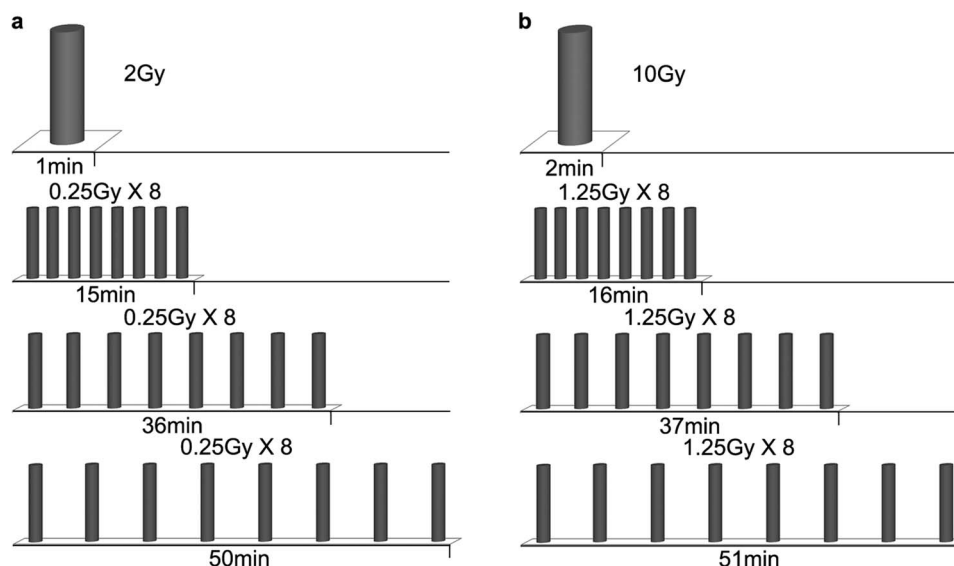 a
2Gy
1min
0.25Gy X 8
15min
0.25Gy X 8
36min
0.25Gy X 8
50min
b
10Gy
2min
1.25Gy X 8
16min
1.25Gy X 8
37min
1.25Gy X 8
51min